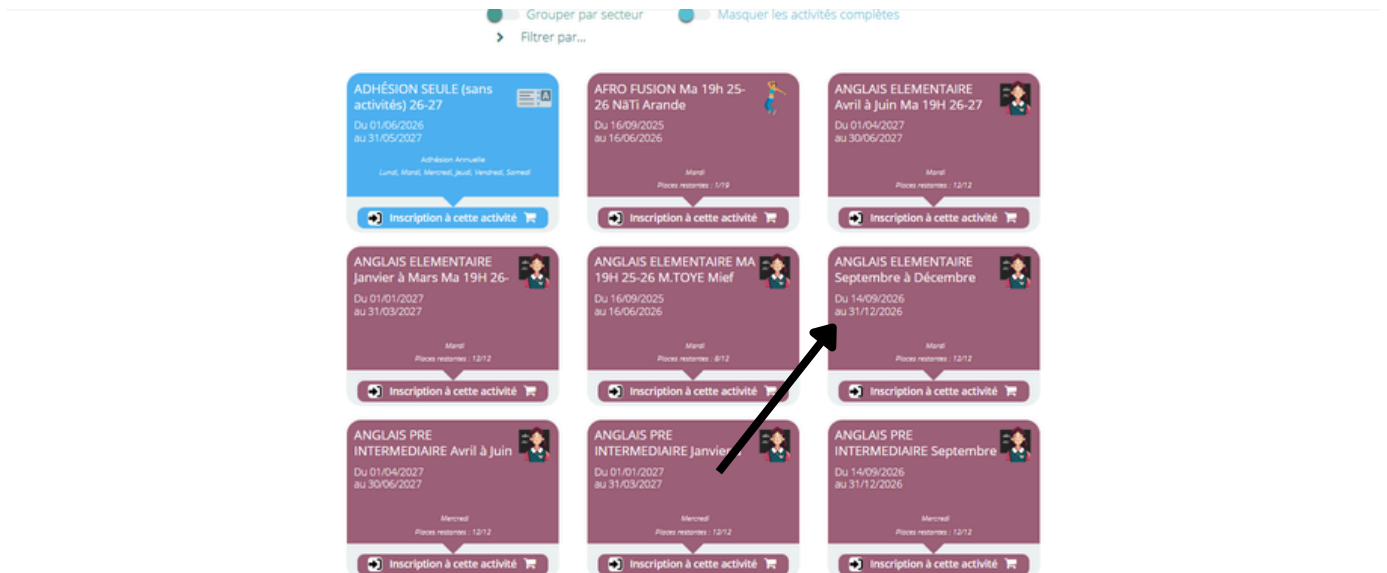 Grouper par secteur
Masquer les activités complètes
Filtrer par...
ADHÉSION SEULE (sans
activités) 26-27
Du 01/06/2026
au 31/05/2027
Adhésion Annuelle
Lundi, Mardi, Mercredi, Jeudi, Vendredi, Samedi
Inscription à cette activité
AFRO FUSION Ma 19h 25-
26 NäTi Arande
Du 16/09/2025
au 16/06/2026
Mardi
Places restantes : 1/19
Inscription à cette activité
ANGLAIS ELEMENTAIRE
Avril à Juin Ma 19H 26-27
Du 01/04/2027
au 30/06/2027
Mardi
Places restantes : 12/12
Inscription à cette activité
ANGLAIS ELEMENTAIRE
Janvier à Mars Ma 19H 26-
Du 01/01/2027
au 31/03/2027
Mardi
Places restantes : 12/12
Inscription à cette activité
ANGLAIS ELEMENTAIRE MA
19H 25-26 M.TOYE Mief
Du 16/09/2025
au 16/06/2026
Mardi
Places restantes : 8/12
Inscription à cette activité
ANGLAIS ELEMENTAIRE
Septembre à Décembre
Du 14/09/2026
au 31/12/2026
Mardi
Places restantes : 12/12
Inscription à cette activité
ANGLAIS PRE
INTERMEDIAIRE Avril à Juin
Du 01/04/2027
au 30/06/2027
Mercredi
Places restantes : 12/12
Inscription à cette activité
ANGLAIS PRE
INTERMEDIAIRE Janvier
Du 01/01/2027
au 31/03/2027
Mercredi
Places restantes : 12/12
Inscription à cette activité
ANGLAIS PRE
INTERMEDIAIRE Septembre
Du 14/09/2026
au 31/12/2026
Mercredi
Places restantes : 12/12
Inscription à cette activité